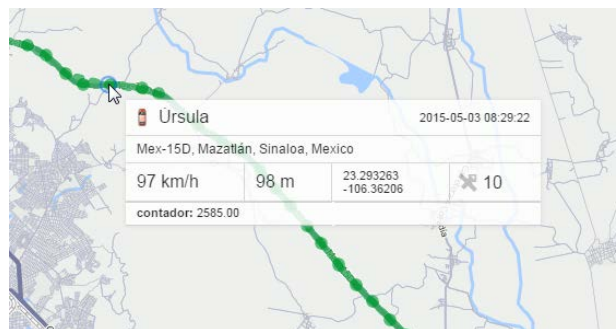 Úrsula 2015-05-03 08:29:22
Mex-15D, Mazatlán, Sinaloa, Mexico
97 km/h 98 m 23.293263 10
-106.36206
contador: 2585.00